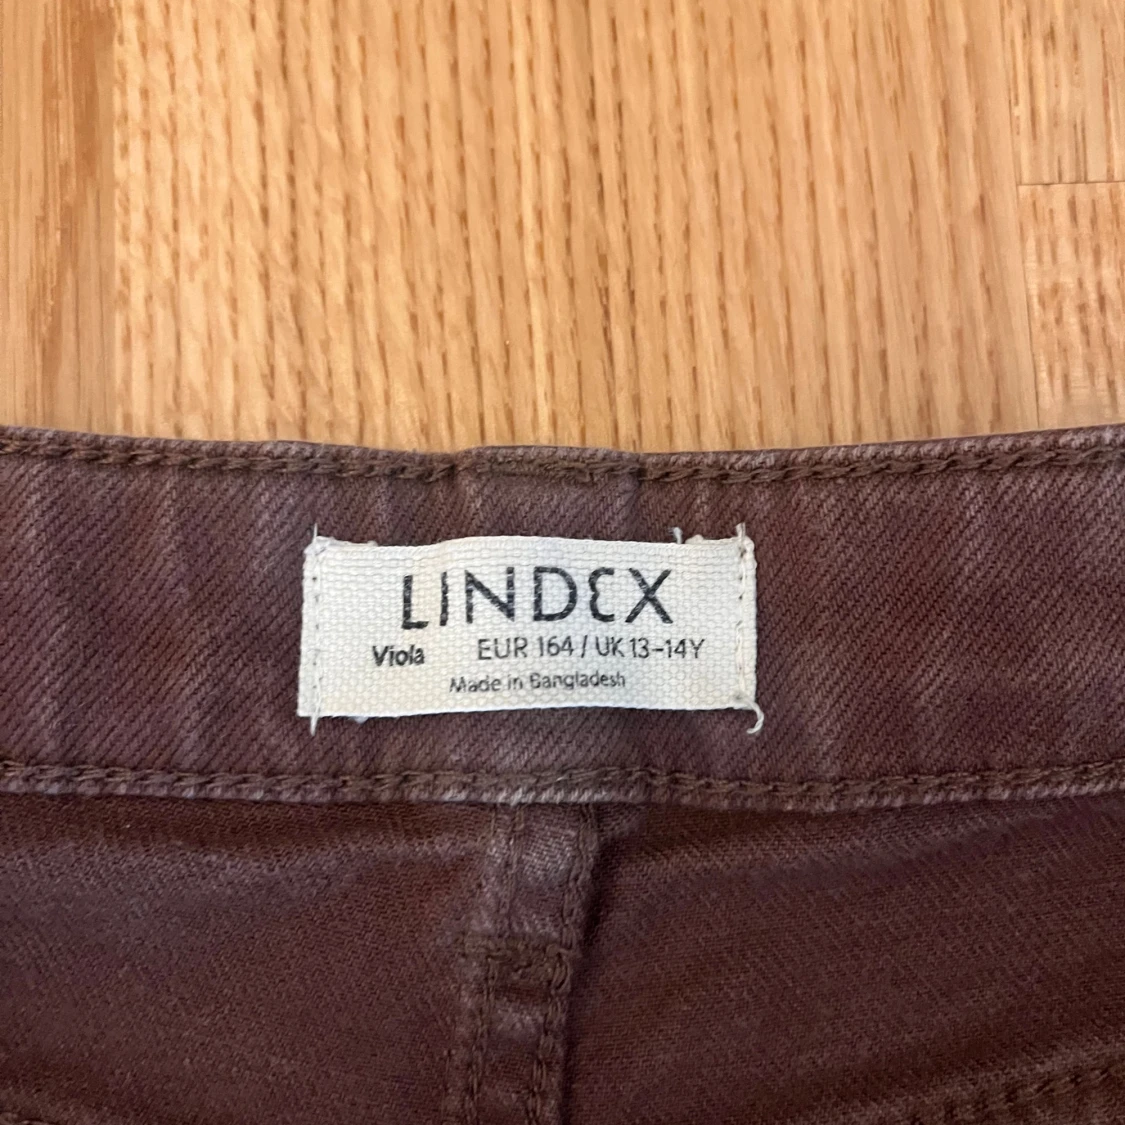 LINDEX
Viola EUR 164 / UK 13-14Y
Made in Bangladesh